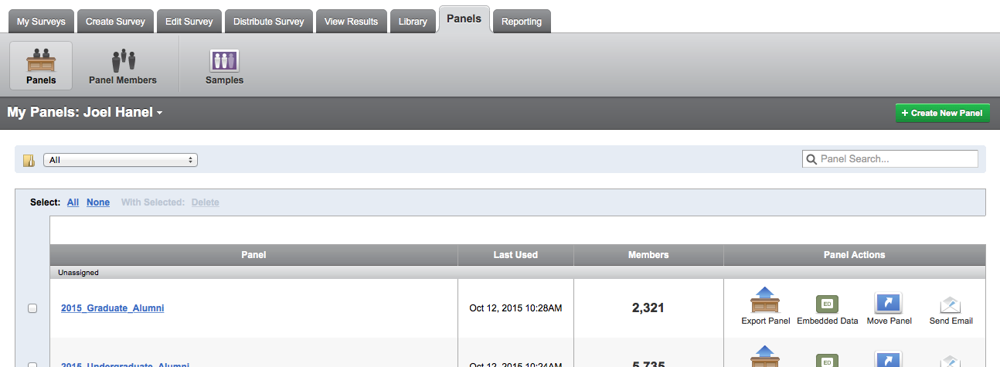 My Surveys Create Survey Edit Survey Distribute Survey View Results Library Panels Reporting
Panels Panel Members Samples
My Panels: Joel Hanel
+ Create New Panel
All
Panel Search...
Select: All None With Selected: Delete
Panel Last Used Members Panel Actions
Unassigned
ED
2015_Graduate_Alumni Oct 12, 2015 10:28AM 2,321 Export Panel Embedded Data Move Panel Send Email
2015_Undergraduate_Alumni Oct 12, 2015 10:24AM 5,735
ED